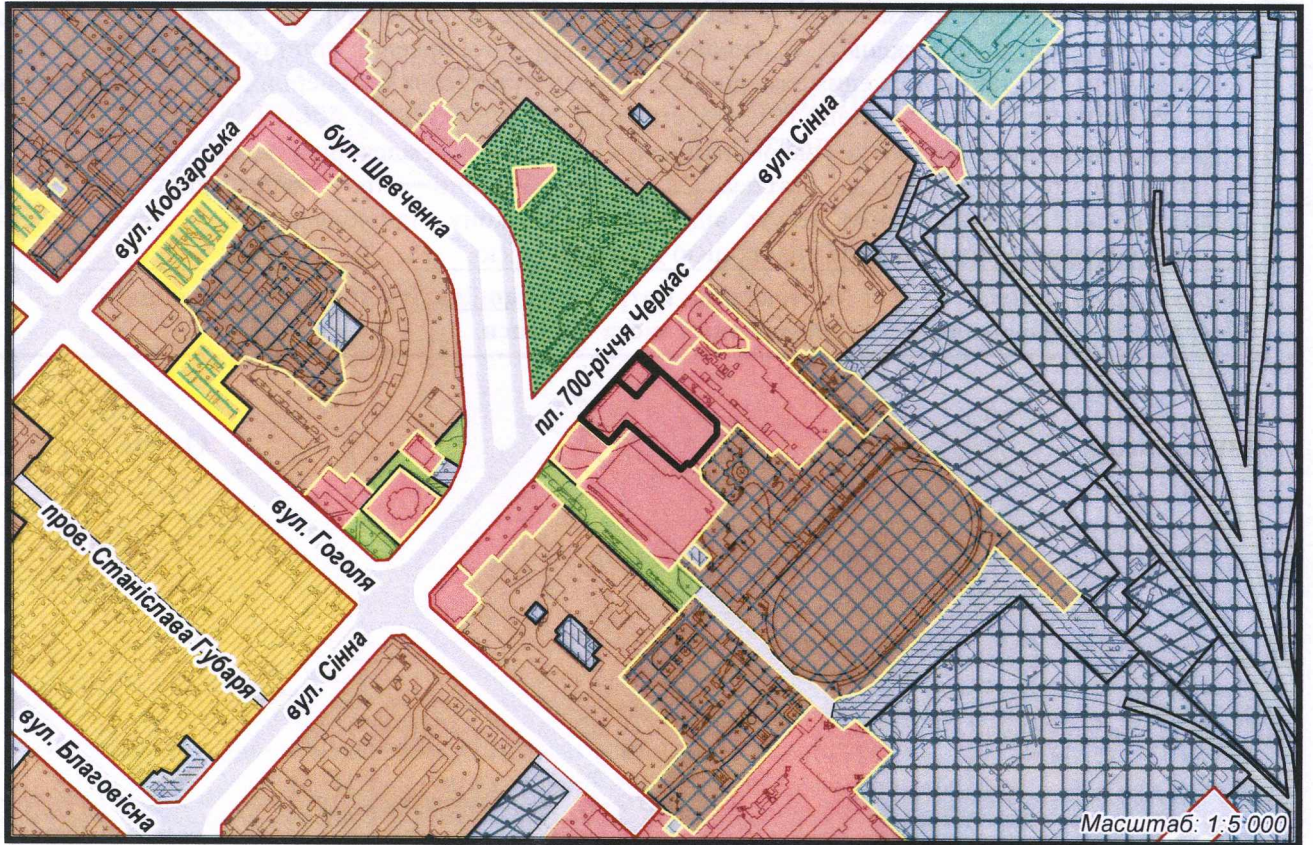 вул. Сінна
вул. Кобзарська
бул. Шевченка
пл. 700-річчя Черкас
вул. Гоголя
пров. Станіслава Губаря
вул. Сінна
вул. Благовісна
Масштаб: 1:5 000